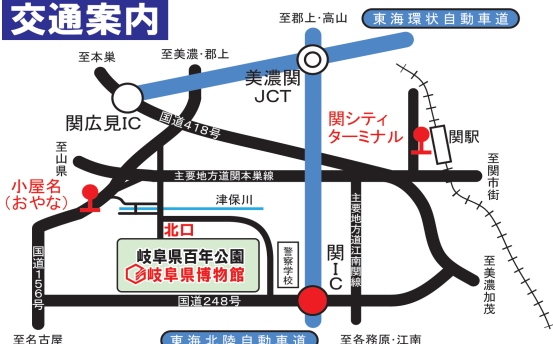 交通案内
至郡上・高山
東海環状自動車道
至本巣
至美濃・郡上
美濃関
JCT
関広見IC
国道418号
関シティ
ターミナル
関駅
至山県
主要地方道関本巣線
至関市街
小屋名
(おやな)
津保川
北口
主要地方道江南関線
岐阜県百年公園
岐阜県博物館
警察学校
関IC
国道156号
国道248号
至美濃加茂
至名古屋
東海北陸自動車道
至各務原・江南